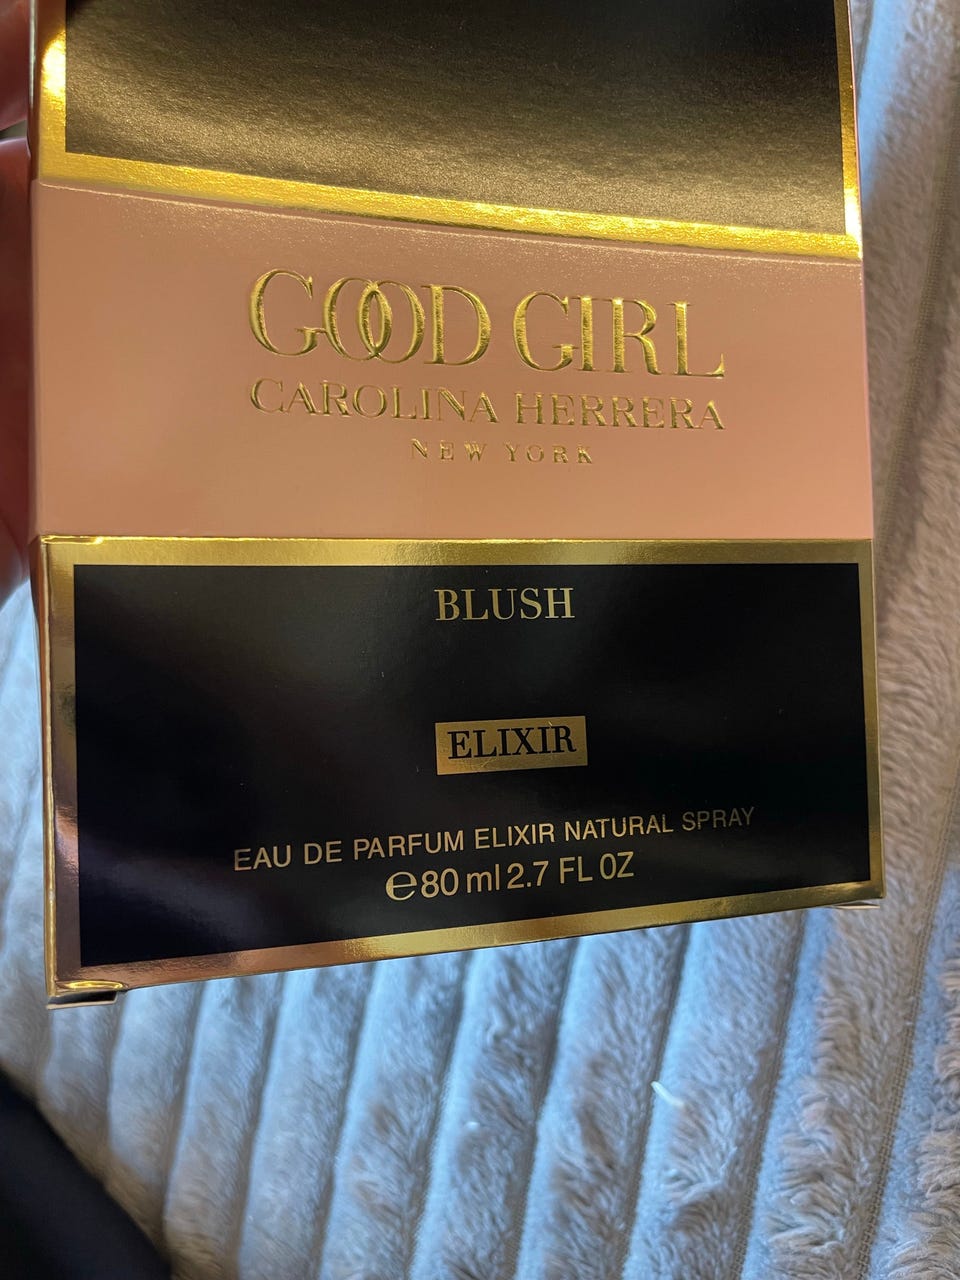 GOOD GIRL
CAROLINA HERRERA
NEW YORK
BLUSH
ELIXIR
EAU DE PARFUM ELIXIR NATURAL SPRAY
℮80 ml 2.7 FL OZ